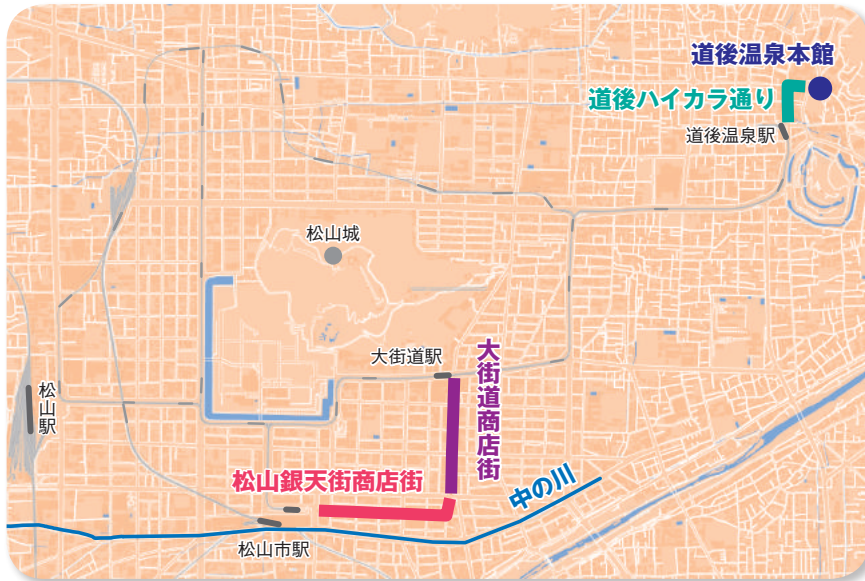 道後温泉本館
道後ハイカラ通り
道後温泉駅
松山城
大街道駅
大街道商店街
松山駅
松山銀天街商店街
中の川
松山市駅